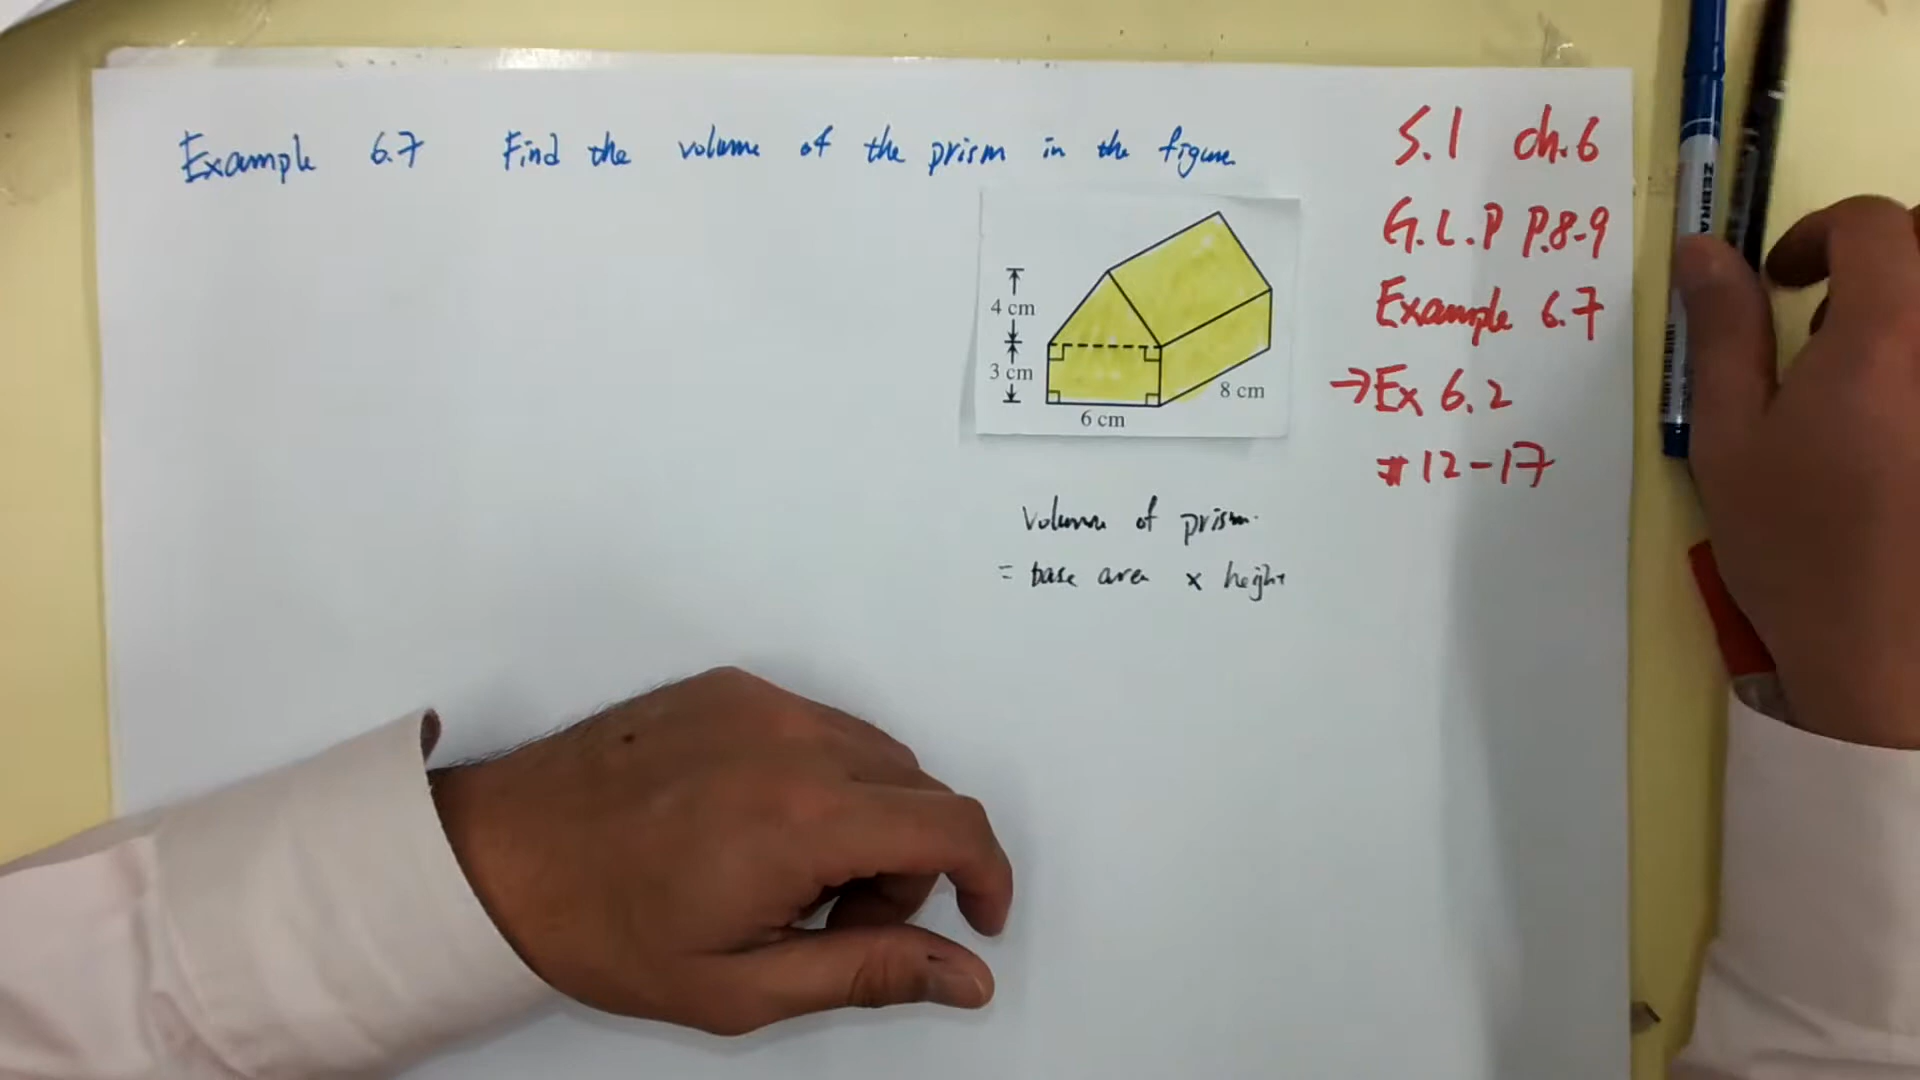 Example 6.7 Find the volume of the prism in the figure
4 cm
3 cm
6 cm
8 cm
Volume of prism.
= base area x height
S.1 ch.6
G.L.P P.8-9
Example 6.7
→Ex 6.2
#12-17
ZEBRA